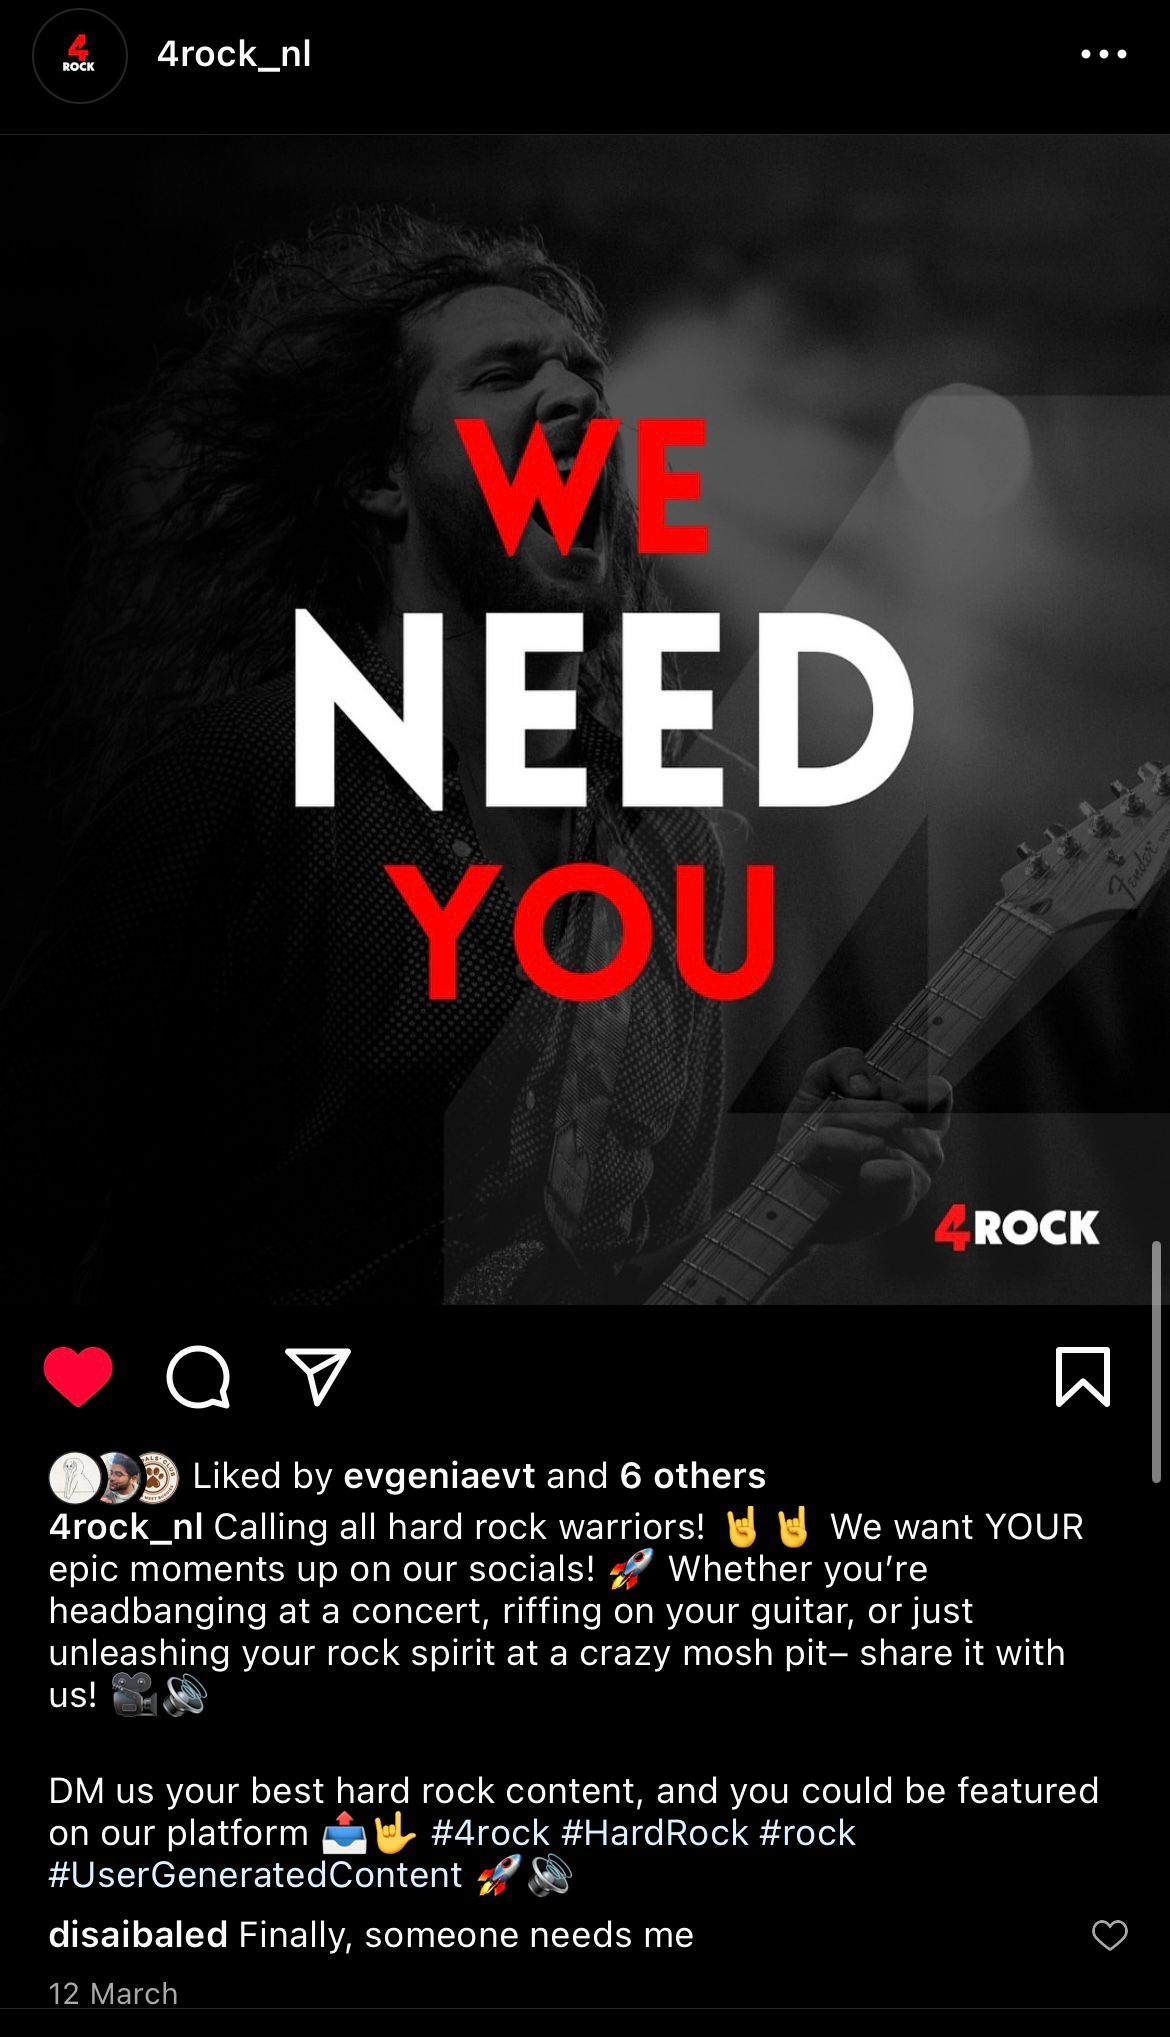 4
ROCK
4rock_nl
WE
NEED
YOU
Fender
4ROCK
Liked by evgeniaevt and 6 others
4rock_nl Calling all hard rock warriors! 🤘🤘 We want YOUR
epic moments up on our socials! 🚀 Whether you’re
headbanging at a concert, riffing on your guitar, or just
unleashing your rock spirit at a crazy mosh pit– share it with
us! 🎥🔊
DM us your best hard rock content, and you could be featured
on our platform 📤🤟 #4rock #HardRock #rock
#UserGeneratedContent 🚀🔊
disaibaled Finally, someone needs me
12 March